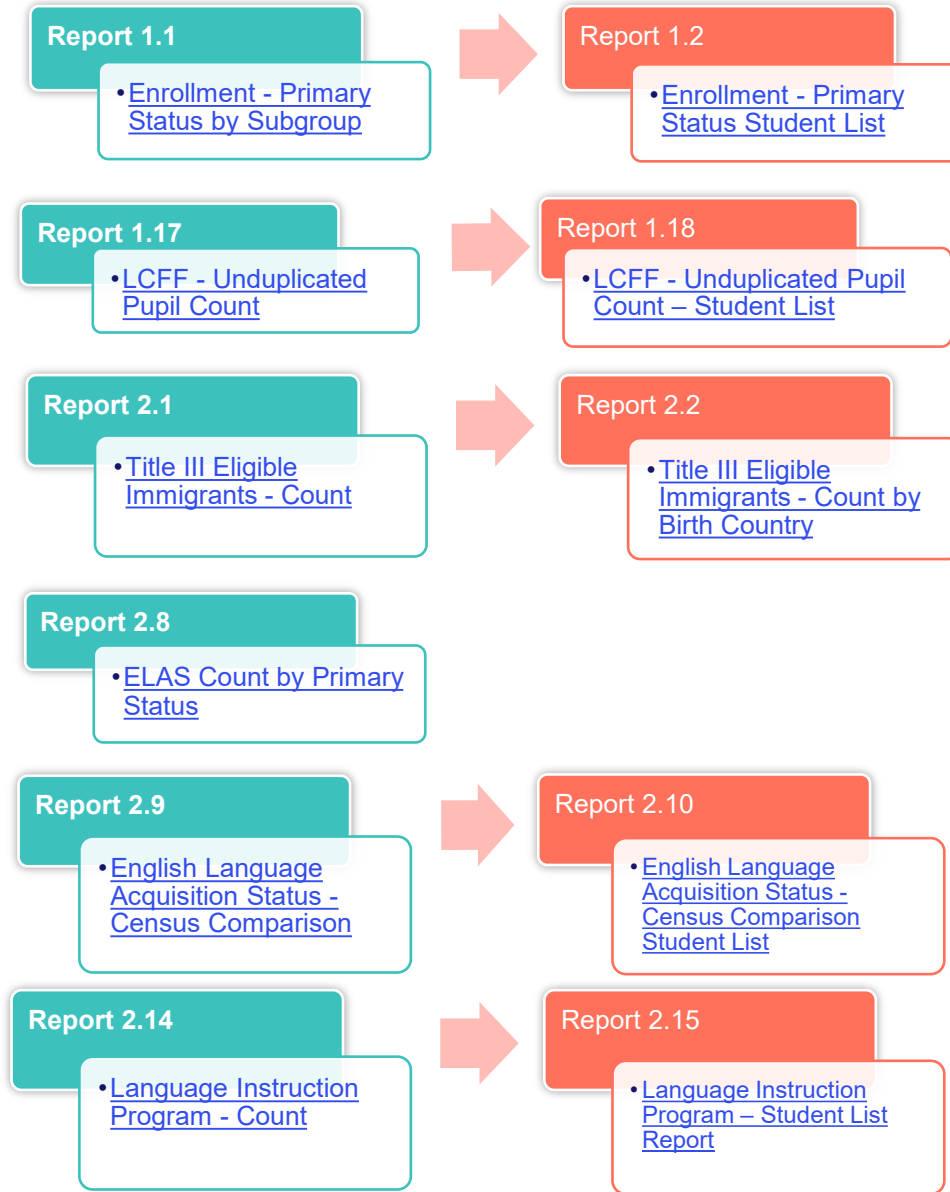 Report 1.1
•Enrollment - Primary
Status by Subgroup
Report 1.2
•Enrollment - Primary
Status Student List
Report 1.17
•LCFF - Unduplicated
Pupil Count
Report 1.18
•LCFF - Unduplicated Pupil
Count – Student List
Report 2.1
•Title III Eligible
Immigrants - Count
Report 2.2
•Title III Eligible
Immigrants - Count by
Birth Country
Report 2.8
•ELAS Count by Primary
Status
Report 2.9
•English Language
Acquisition Status -
Census Comparison
Report 2.10
•English Language
Acquisition Status -
Census Comparison
Student List
Report 2.14
•Language Instruction
Program - Count
Report 2.15
•Language Instruction
Program – Student List
Report